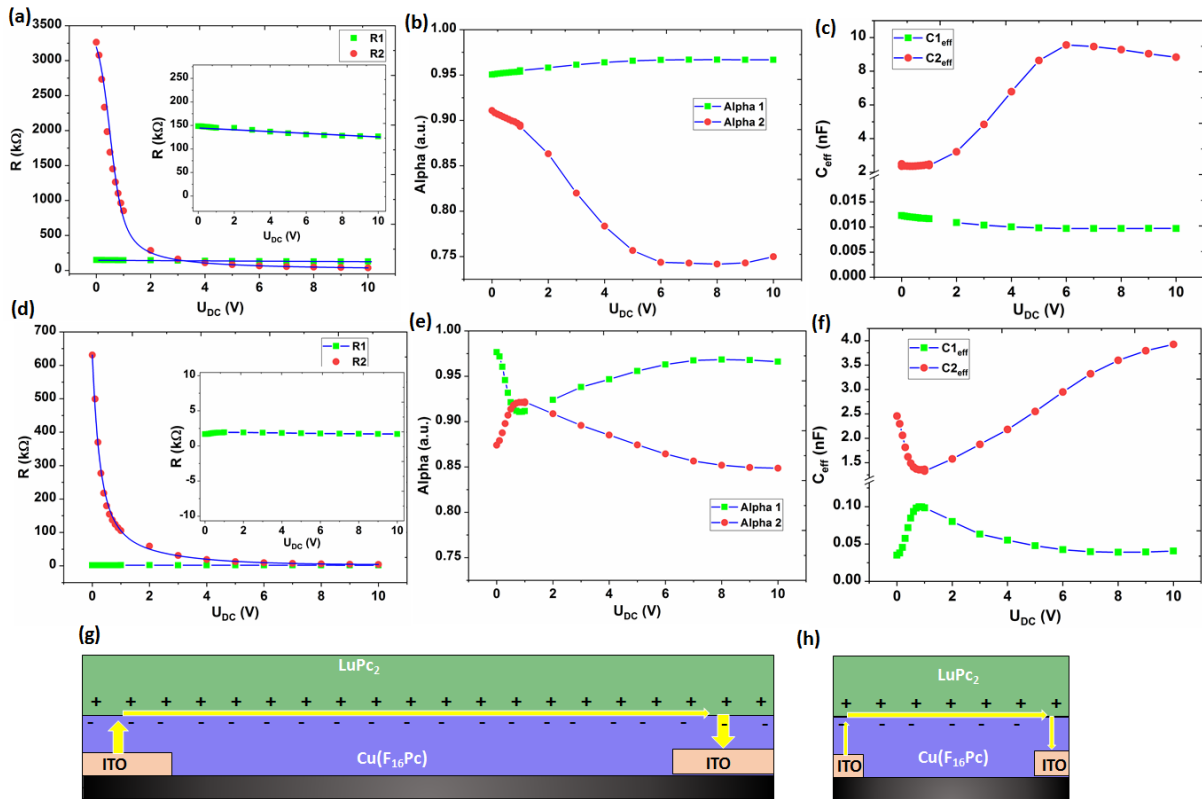 (a)
3500
3000
2500
2000
1500
1000
500
0
R (kΩ)
R1
R2
250
200
150
100
50
0
R (kΩ)
0 2 4 6 8 10
U_DC (V)
0 2 4 6 8 10
U_DC (V)
(b)
1.00
0.95
0.90
0.85
0.80
0.75
Alpha (a.u.)
Alpha 1
Alpha 2
0 2 4 6 8 10
U_DC (V)
(c)
10
8
6
4
2
0.015
0.010
0.005
0.000
C_eff (nF)
C1_eff
C2_eff
0 2 4 6 8 10
U_DC (V)
(d)
700
600
500
400
300
200
100
0
R (kΩ)
R1
R2
10
5
0
-5
-10
R (kΩ)
0 2 4 6 8 10
U_DC (V)
0 2 4 6 8 10
U_DC (V)
(e)
1.00
0.95
0.90
0.85
0.80
0.75
Alpha (a.u.)
Alpha 1
Alpha 2
0 2 4 6 8 10
U_DC (V)
(f)
4.0
3.5
3.0
2.5
2.0
1.5
0.10
0.05
0.00
C_eff (nF)
C1_eff
C2_eff
0 2 4 6 8 10
U_DC (V)
(g)
LuPc₂
+ + + + + + + + + + + + + + + +
- - - - - - - - - - - - - - -
ITO
Cu(F₁₆Pc)
ITO
(h)
LuPc₂
+ + + + + +
- - - - - -
ITO
Cu(F₁₆Pc)
ITO